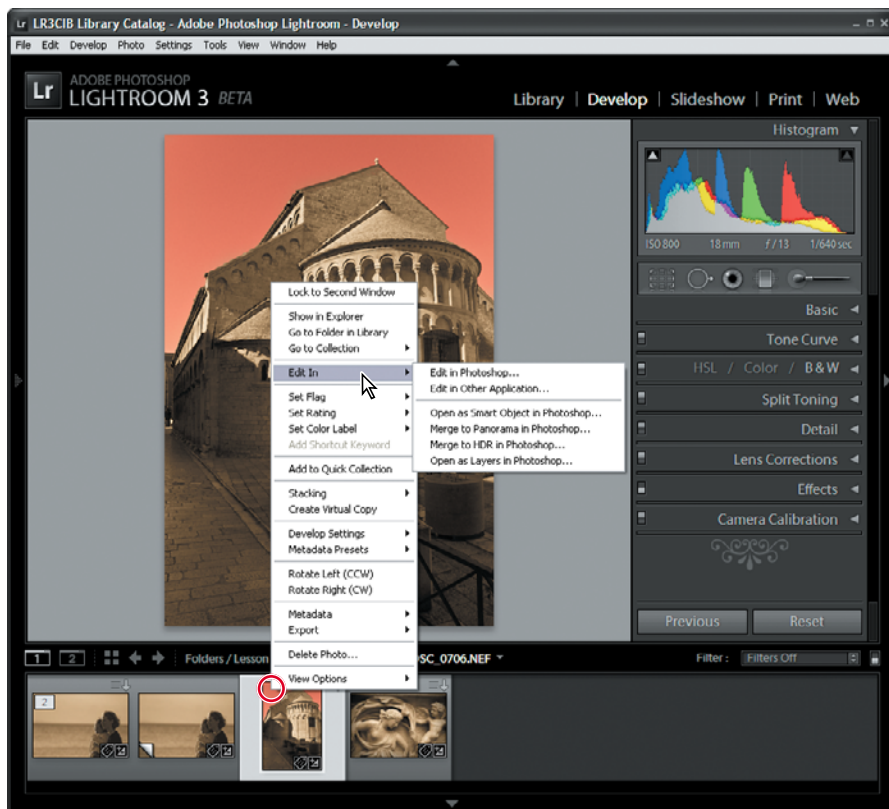 Lr LR3CIB Library Catalog - Adobe Photoshop Lightroom - Develop
File Edit Develop Photo Settings Tools View Window Help
Lr ADOBE PHOTOSHOP
LIGHTROOM 3 BETA
Library | Develop | Slideshow | Print | Web
Histogram
ISO 800 18 mm f / 13 1/640 sec
Basic
Tone Curve
HSL / Color / B&W
Split Toning
Detail
Lens Corrections
Effects
Camera Calibration
Previous Reset
Lock to Second Window
Show in Explorer
Go to Folder in Library
Go to Collection
Edit In
Set Flag
Set Rating
Set Color Label
Add Shortcut Keyword
Add to Quick Collection
Stacking
Create Virtual Copy
Develop Settings
Metadata Presets
Rotate Left (CCW)
Rotate Right (CW)
Metadata
Export
Delete Photo...
View Options
Edit in Photoshop...
Edit in Other Application...
Open as Smart Object in Photoshop...
Merge to Panorama in Photoshop...
Merge to HDR in Photoshop...
Open as Layers in Photoshop...
1 2 Folders / Lesson SC_0706.NEF Filter : Filters Off
2